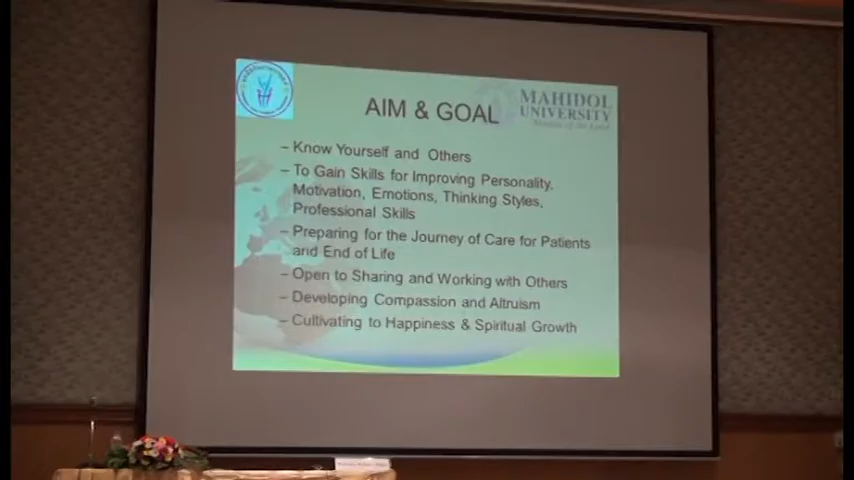 AIM & GOAL
MAHIDOL
UNIVERSITY
– Know Yourself and Others
– To Gain Skills for Improving Personality,
Motivation, Emotions, Thinking Styles,
Professional Skills
– Preparing for the Journey of Care for Patients
and End of Life
– Open to Sharing and Working with Others
– Developing Compassion and Altruism
– Cultivating to Happiness & Spiritual Growth